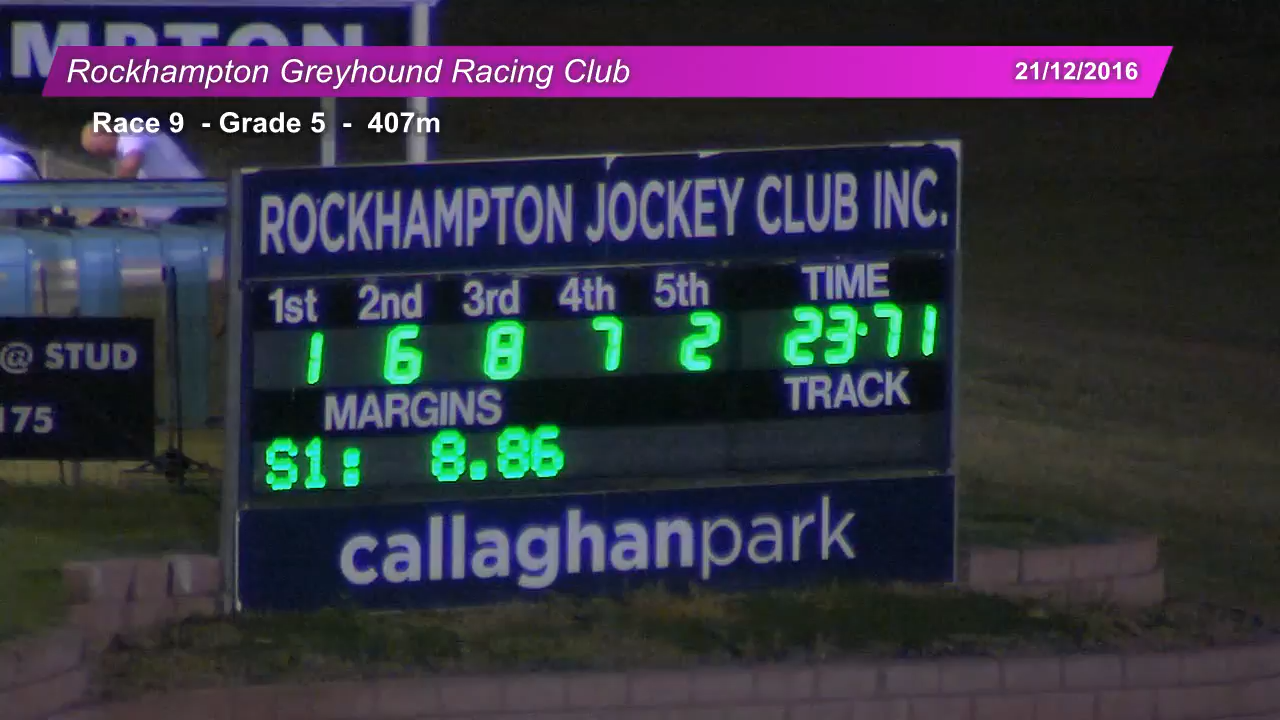 MPTON
Rockhampton Greyhound Racing Club
21/12/2016
Race 9 - Grade 5 - 407m
ROCKHAMPTON JOCKEY CLUB INC.
1st 2nd 3rd 4th 5th TIME
1 6 8 7 2 23.71
MARGINS TRACK
S1: 8.86
@ STUD
175
callaghanpark